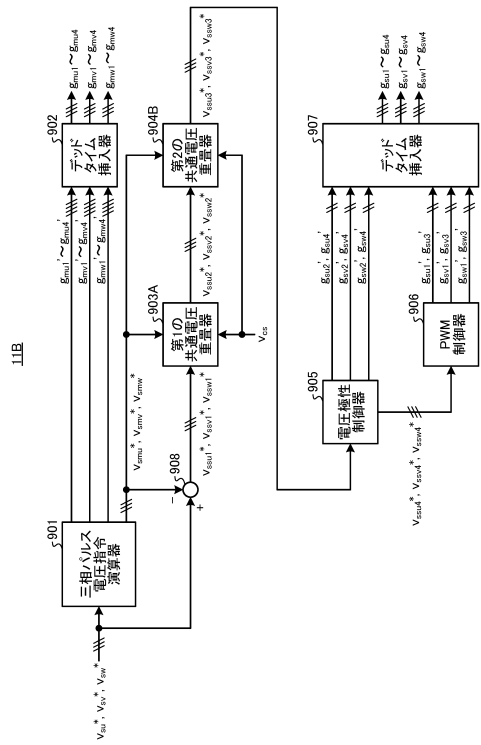 11B
v_su*, v_sv*, v_sw*
901
三相パルス
電圧指令
演算器
g_mu1'～g_mu4'
g_mv1'～g_mv4'
g_mw1'～g_mw4'
902
デッド
タイム
挿入器
g_mu1～g_mu4
g_mv1～g_mv4
g_mw1～g_mw4
v_smu*, v_smv*, v_smw*
908
-
+
v_ssu1*, v_ssv1*, v_ssw1*
903A
第1の
共通電圧
重畳器
v_cs
v_ssu2*, v_ssv2*, v_ssw2*
904B
第2の
共通電圧
重畳器
v_ssu3*, v_ssv3*, v_ssw3*
905
電圧極性
制御器
v_ssu4*, v_ssv4*, v_ssw4*
g_su2', g_su4'
g_sv2', g_sv4'
g_sw2', g_sw4'
906
PWM
制御器
g_su1', g_su3'
g_sv1', g_sv3'
g_sw1', g_sw3'
907
デッド
タイム
挿入器
g_su1～g_su4
g_sv1～g_sv4
g_sw1～g_sw4